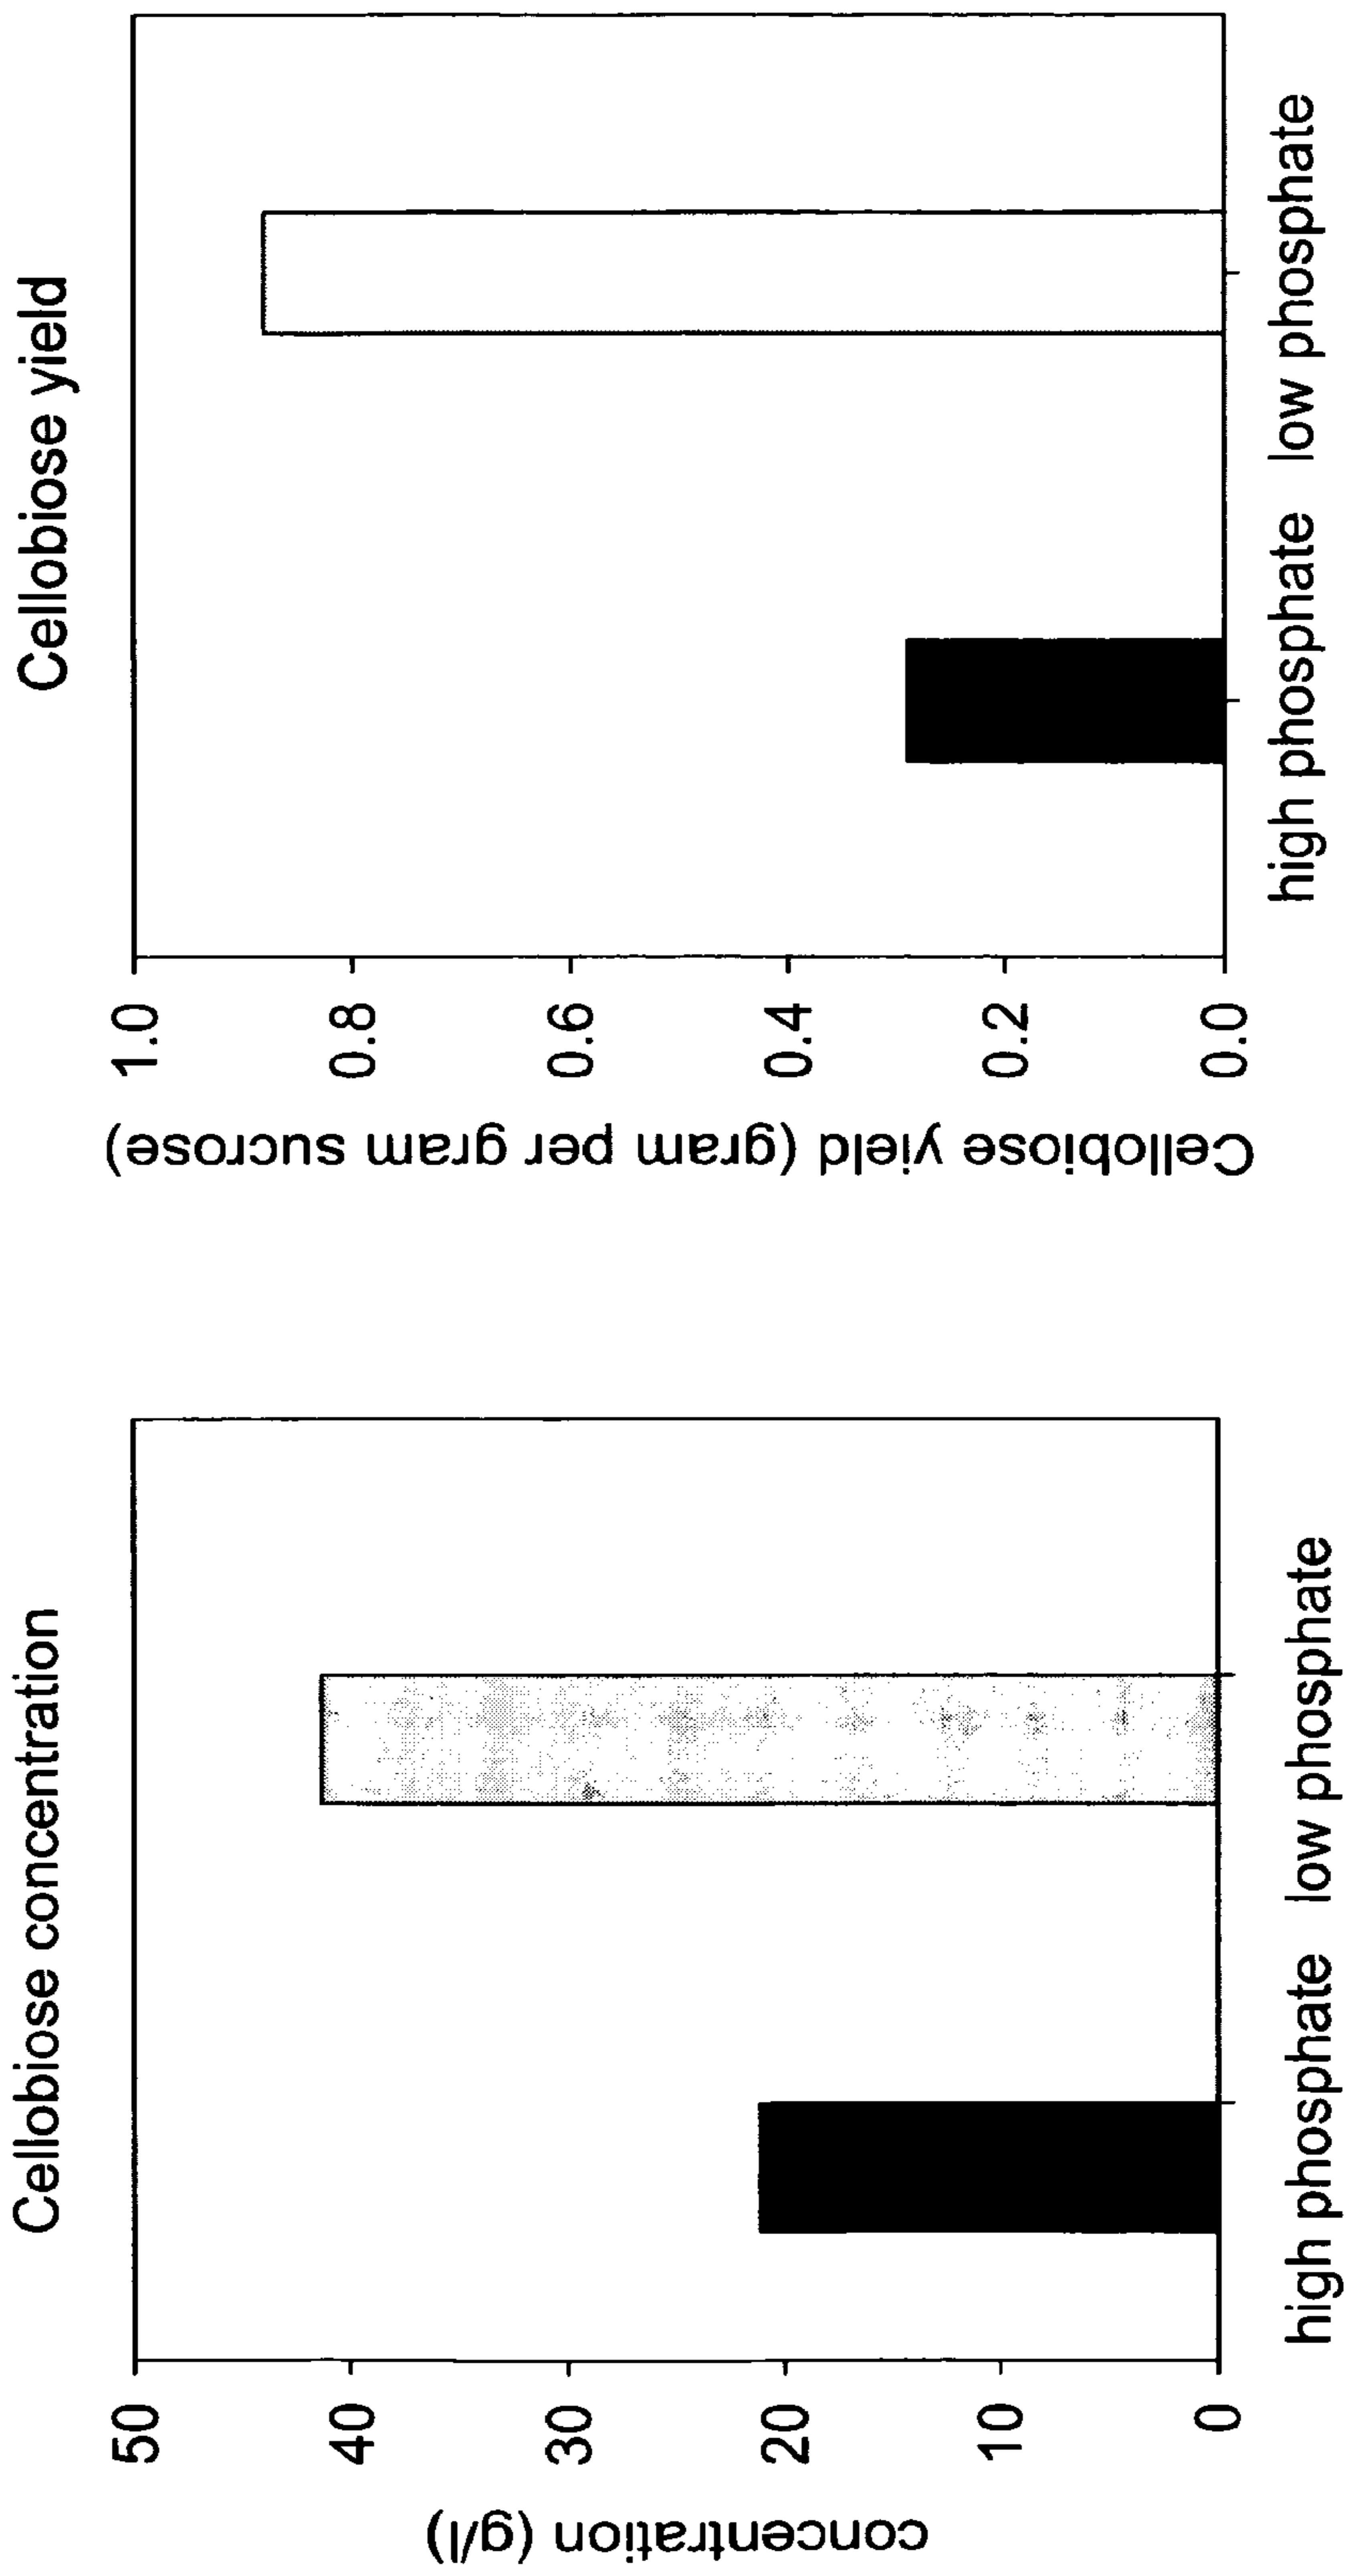 Cellobiose concentration
concentration (g/l)
50
40
30
20
10
0
high phosphate low phosphate
Cellobiose yield
Cellobiose yield (gram per gram sucrose)
1.0
0.8
0.6
0.4
0.2
0.0
high phosphate low phosphate